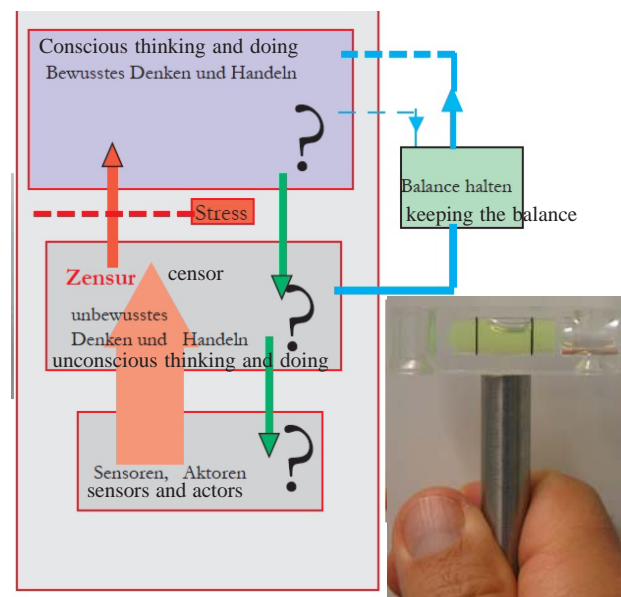 Conscious thinking and doing
Bewusstes Denken und Handeln
?
Balance halten
keeping the balance
Stress
Zensur censor
?
unbewusstes
Denken und Handeln
unconscious thinking and doing
?
Sensoren, Aktoren
sensors and actors